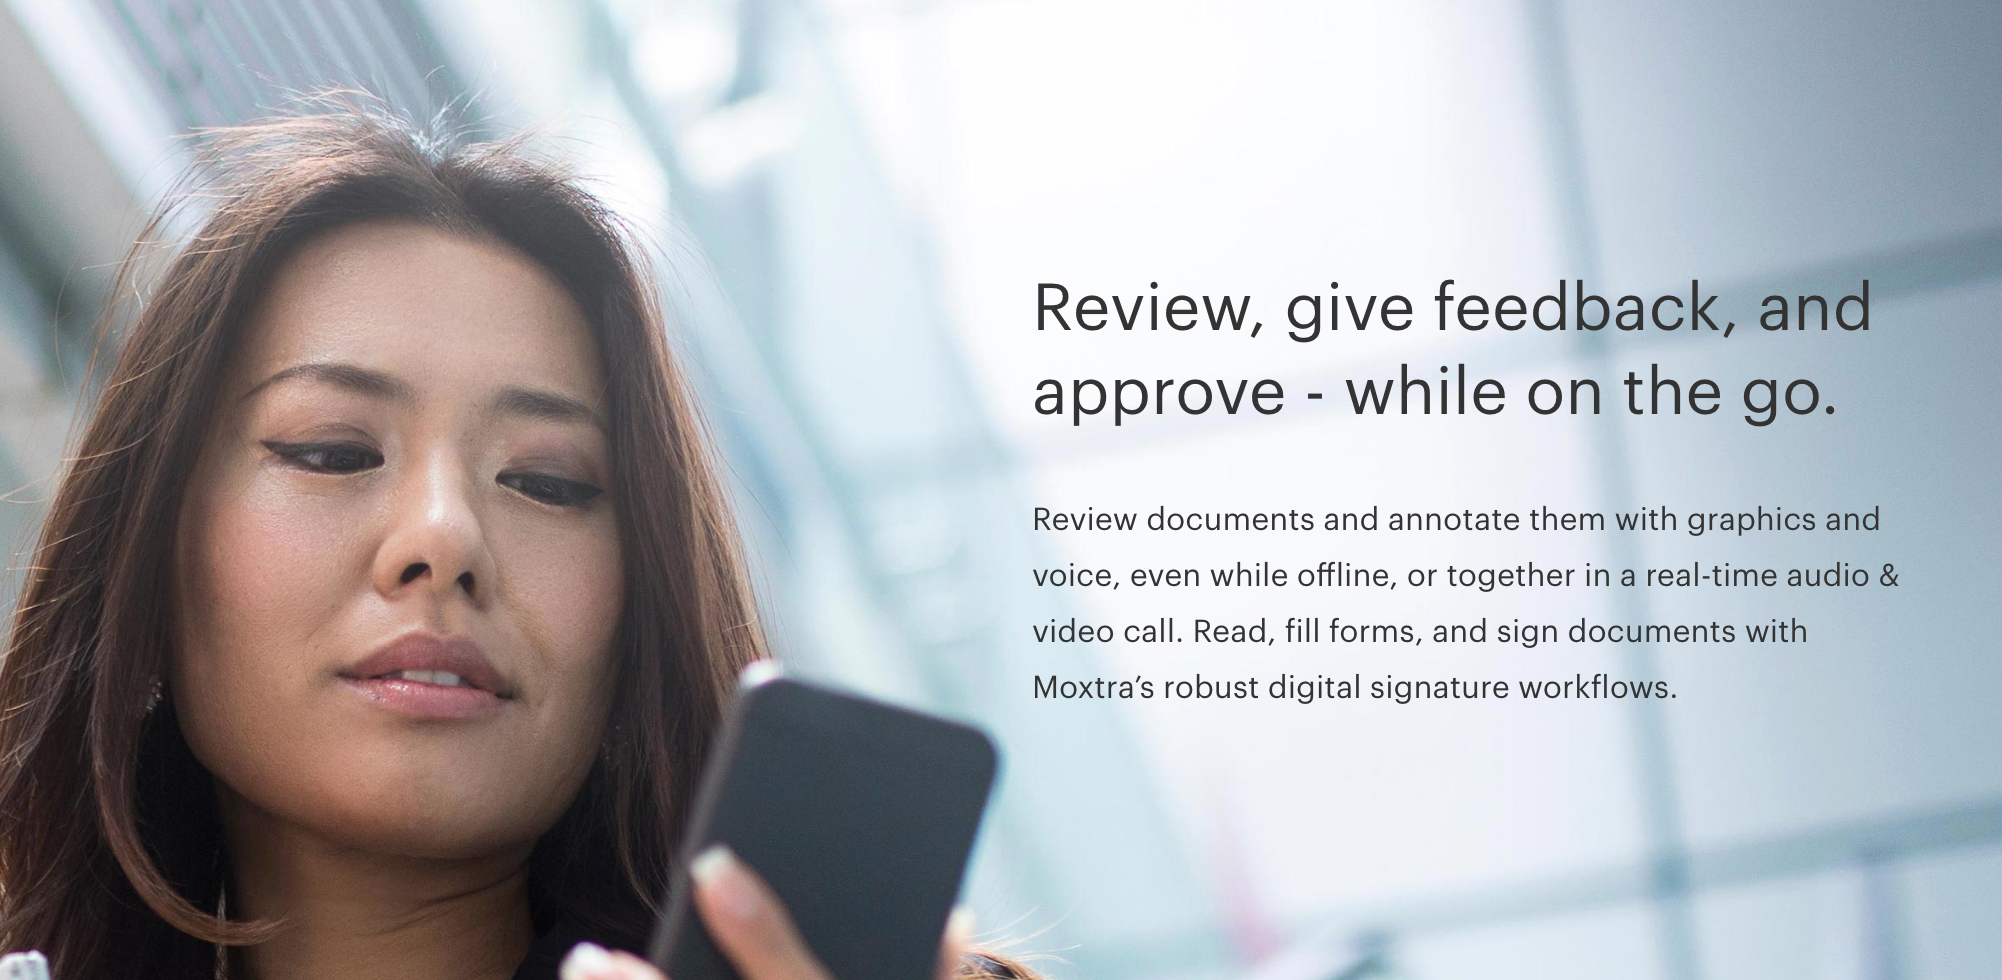 Review, give feedback, and
approve - while on the go.
Review documents and annotate them with graphics and
voice, even while offline, or together in a real-time audio &
video call. Read, fill forms, and sign documents with
Moxtra’s robust digital signature workflows.